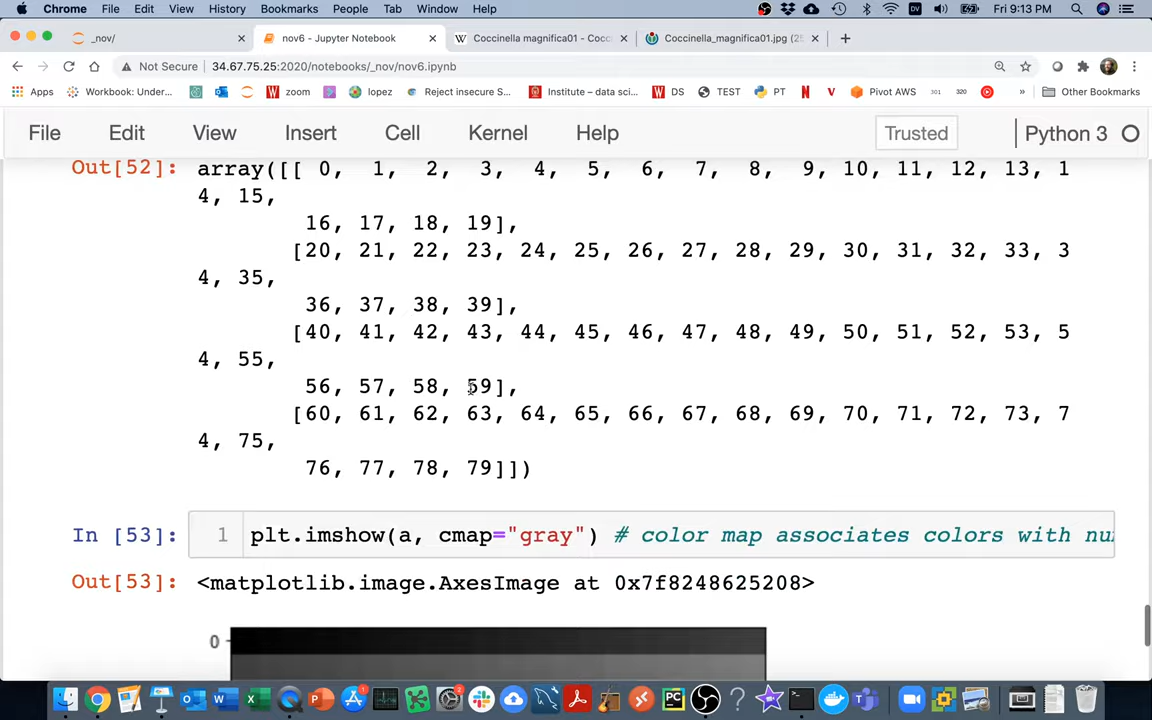 Chrome File Edit View History Bookmarks People Tab Window Help Fri 9:13 PM
_nov/ nov6 - Jupyter Notebook Coccinella magnifica01 - Cocc Coccinella_magnifica01.jpg (25
Not Secure 34.67.75.25:2020/notebooks/_nov/nov6.ipynb
Apps Workbook: Under... zoom lopez Reject insecure S... Institute – data sci... DS TEST PT N V Pivot AWS 301 320 » Other Bookmarks
File Edit View Insert Cell Kernel Help Trusted Python 3
Out[52]: array([[ 0, 1, 2, 3, 4, 5, 6, 7, 8, 9, 10, 11, 12, 13, 1
4, 15,
16, 17, 18, 19],
[20, 21, 22, 23, 24, 25, 26, 27, 28, 29, 30, 31, 32, 33, 3
4, 35,
36, 37, 38, 39],
[40, 41, 42, 43, 44, 45, 46, 47, 48, 49, 50, 51, 52, 53, 5
4, 55,
56, 57, 58, 59],
[60, 61, 62, 63, 64, 65, 66, 67, 68, 69, 70, 71, 72, 73, 7
4, 75,
76, 77, 78, 79]])
In [53]: 1 plt.imshow(a, cmap="gray") # color map associates colors with nu
Out[53]: <matplotlib.image.AxesImage at 0x7f8248625208>
0